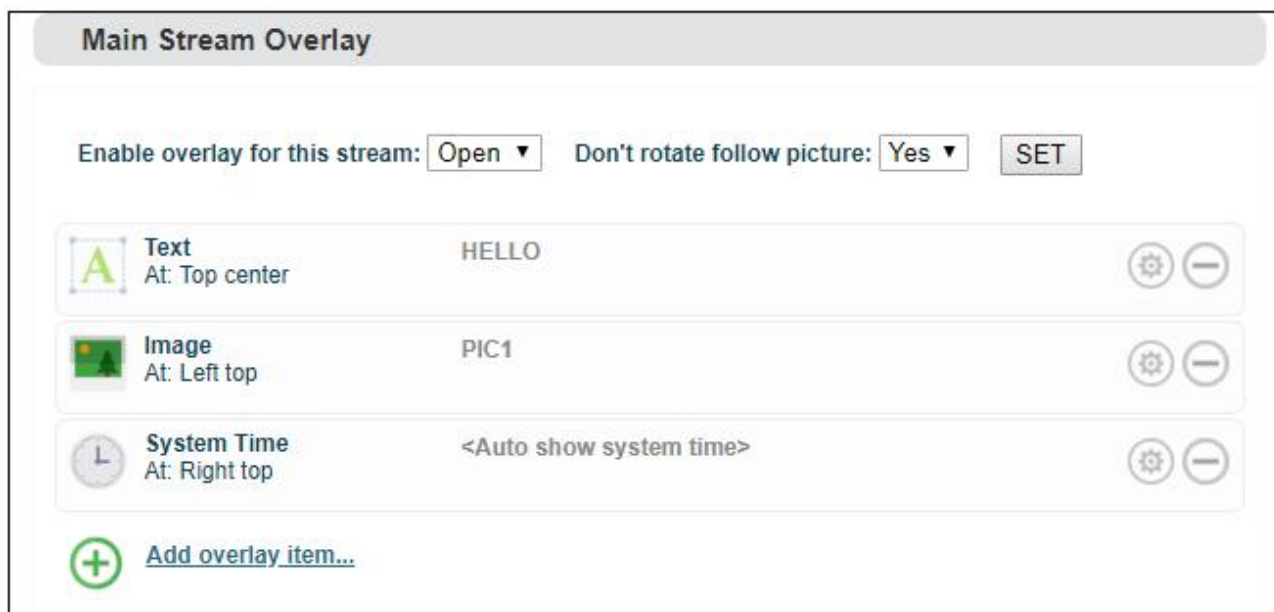 Main Stream Overlay
Enable overlay for this stream: Open Don't rotate follow picture: Yes SET
Text HELLO
At: Top center
Image PIC1
At: Left top
System Time <Auto show system time>
At: Right top
Add overlay item...